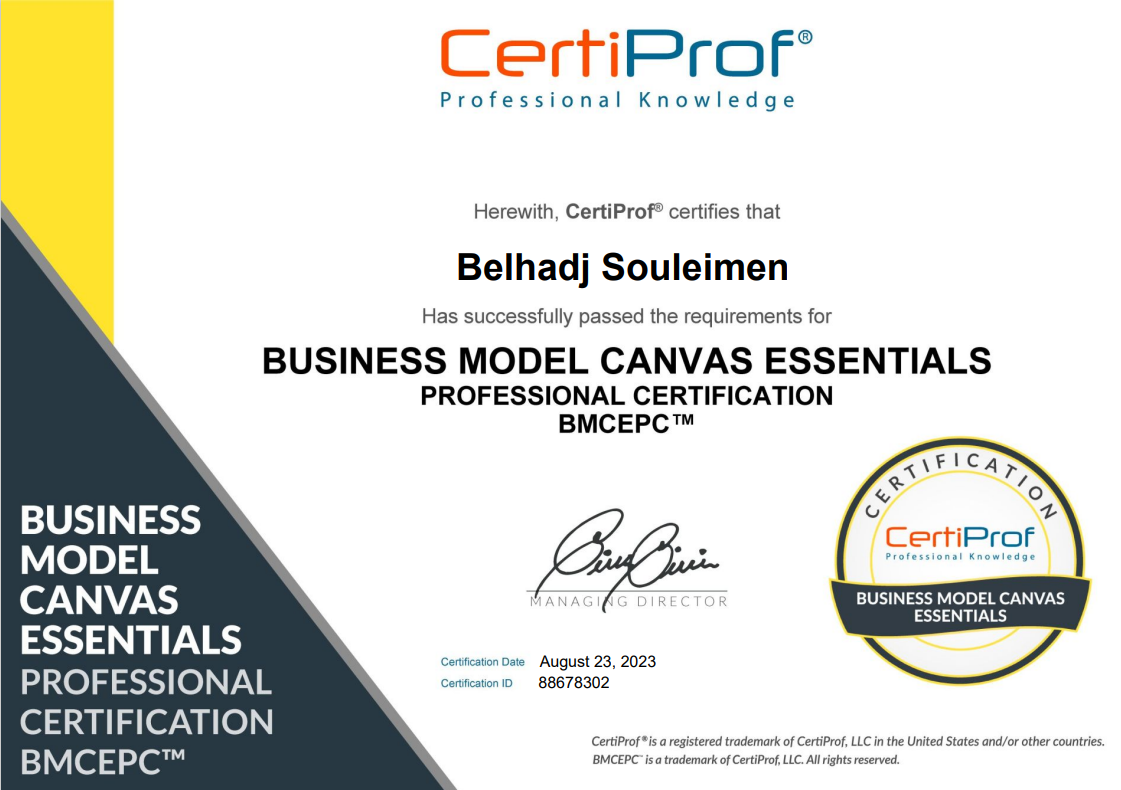 CertiProf®
Professional Knowledge
Herewith, CertiProf® certifies that
Belhadj Souleimen
Has successfully passed the requirements for
BUSINESS MODEL CANVAS ESSENTIALS
PROFESSIONAL CERTIFICATION
BMCEPC™
BUSINESS
MODEL
CANVAS
ESSENTIALS
PROFESSIONAL
CERTIFICATION
BMCEPC™
MANAGING DIRECTOR
CERTIFICATION
CertiProf
Professional Knowledge
BUSINESS MODEL CANVAS
ESSENTIALS
Certification Date August 23, 2023
Certification ID 88678302
CertiProf® is a registered trademark of CertiProf, LLC in the United States and/or other countries.
BMCEPC™ is a trademark of CertiProf, LLC. All rights reserved.